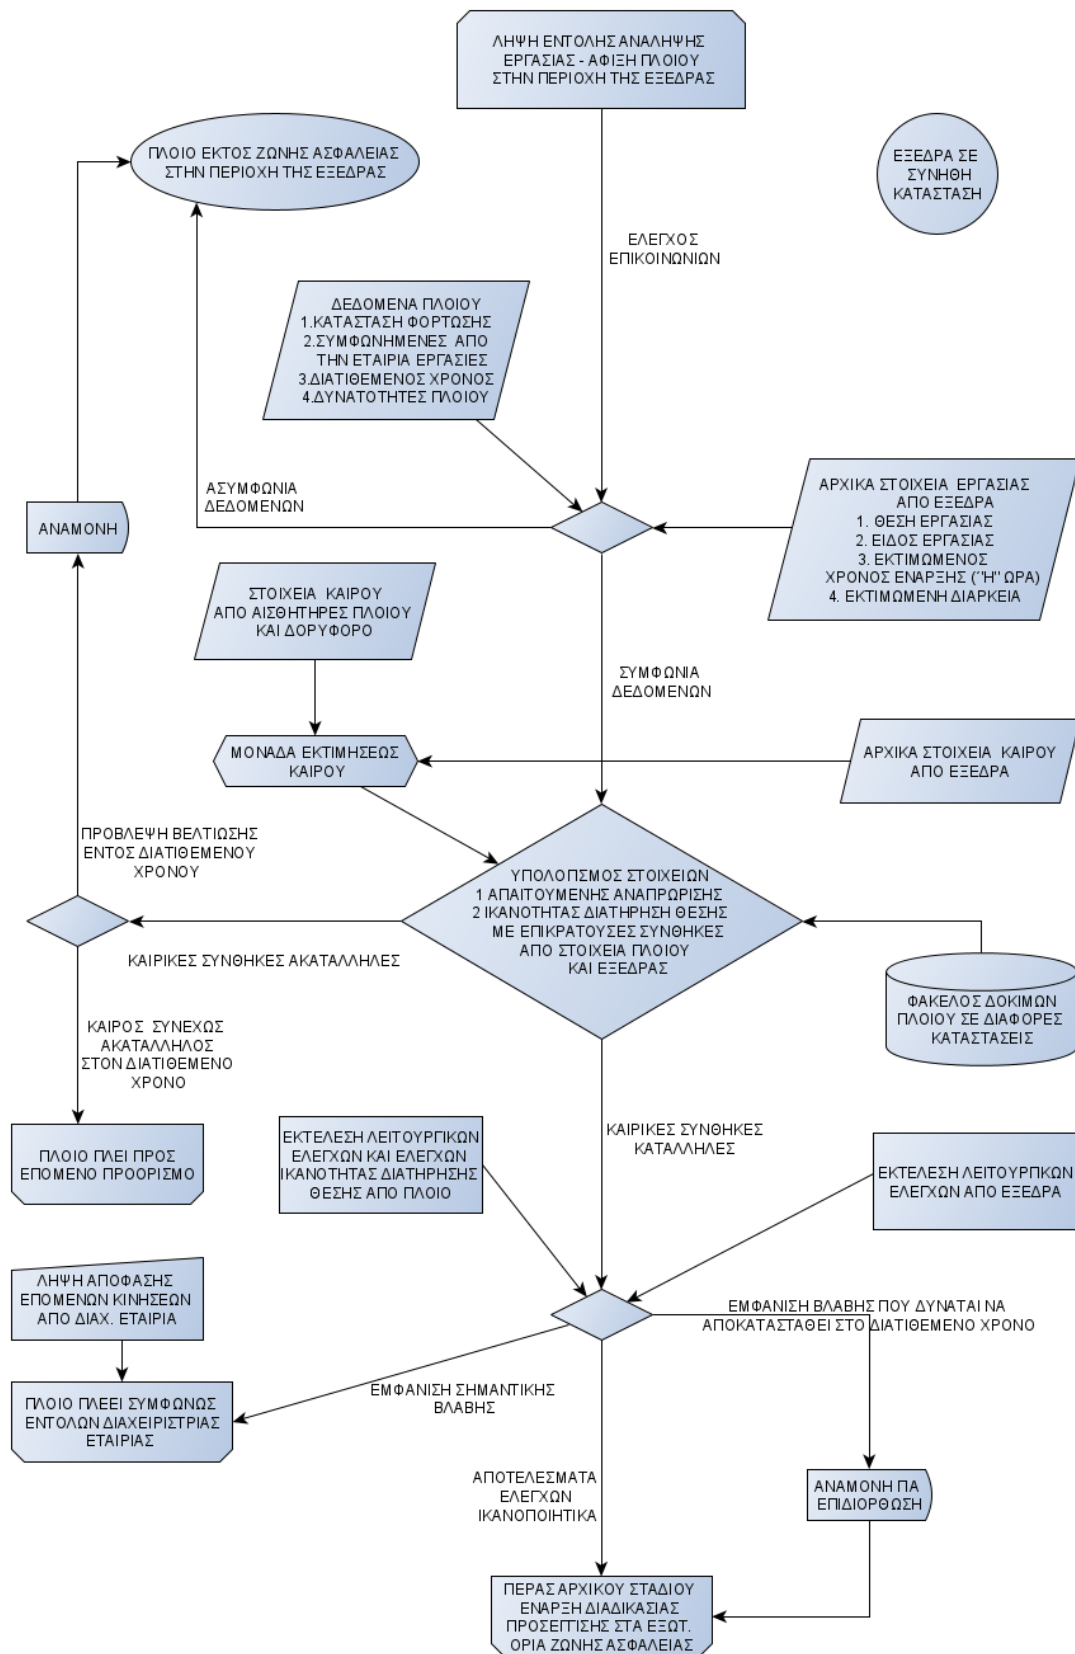 ΛΗΨΗ ΕΝΤΟΛΗΣ ΑΝΑΛΗΨΗΣ
ΕΡΓΑΣΙΑΣ - ΑΦΙΞΗ ΠΛΟΙΟΥ
ΣΤΗΝ ΠΕΡΙΟΧΗ ΤΗΣ ΕΞΕΔΡΑΣ
ΠΛΟΙΟ ΕΚΤΟΣ ΖΩΝΗΣ ΑΣΦΑΛΕΙΑΣ
ΣΤΗΝ ΠΕΡΙΟΧΗ ΤΗΣ ΕΞΕΔΡΑΣ
ΕΞΕΔΡΑ ΣΕ
ΣΥΝΗΘΗ
ΚΑΤΑΣΤΑΣΗ
ΕΛΕΓΧΟΣ
ΕΠΙΚΟΙΝΩΝΙΩΝ
ΔΕΔΟΜΕΝΑ ΠΛΟΙΟΥ
1.ΚΑΤΑΣΤΑΣΗ ΦΟΡΤΩΣΗΣ
2.ΣΥΜΦΩΝΗΜΕΝΕΣ ΑΠΟ
ΤΗΝ ΕΤΑΙΡΙΑ ΕΡΓΑΣΙΕΣ
3.ΔΙΑΤΙΘΕΜΕΝΟΣ ΧΡΟΝΟΣ
4.ΔΥΝΑΤΟΤΗΤΕΣ ΠΛΟΙΟΥ
ΑΣΥΜΦΩΝΙΑ
ΔΕΔΟΜΕΝΩΝ
ΑΡΧΙΚΑ ΣΤΟΙΧΕΙΑ ΕΡΓΑΣΙΑΣ
ΑΠΟ ΕΞΕΔΡΑ
1. ΘΕΣΗ ΕΡΓΑΣΙΑΣ
2. ΕΙΔΟΣ ΕΡΓΑΣΙΑΣ
3. ΕΚΤΙΜΩΜΕΝΟΣ
ΧΡΟΝΟΣ ΕΝΑΡΞΗΣ (¨Η" ΩΡΑ)
4. ΕΚΤΙΜΩΜΕΝΗ ΔΙΑΡΚΕΙΑ
ΑΝΑΜΟΝΗ
ΣΤΟΙΧΕΙΑ ΚΑΙΡΟΥ
ΑΠΟ ΑΙΣΘΗΤΗΡΕΣ ΠΛΟΙΟΥ
ΚΑΙ ΔΟΡΥΦΟΡΟ
ΣΥΜΦΩΝΙΑ
ΔΕΔΟΜΕΝΩΝ
ΜΟΝΑΔΑ ΕΚΤΙΜΗΣΕΩΣ
ΚΑΙΡΟΥ
ΑΡΧΙΚΑ ΣΤΟΙΧΕΙΑ ΚΑΙΡΟΥ
ΑΠΟ ΕΞΕΔΡΑ
ΠΡΟΒΛΕΨΗ ΒΕΛΤΙΩΣΗΣ
ΕΝΤΟΣ ΔΙΑΤΙΘΕΜΕΝΟΥ
ΧΡΟΝΟΥ
ΥΠΟΛΟΓΙΣΜΟΣ ΣΤΟΙΧΕΙΩΝ
1 ΑΠΑΙΤΟΥΜΕΝΗΣ ΑΝΑΠΡΩΡΙΣΗΣ
2 ΙΚΑΝΟΤΗΤΑΣ ΔΙΑΤΗΡΗΣΗ ΘΕΣΗΣ
ΜΕ ΕΠΙΚΡΑΤΟΥΣΕΣ ΣΥΝΘΗΚΕΣ
ΑΠΟ ΣΤΟΙΧΕΙΑ ΠΛΟΙΟΥ
ΚΑΙ ΕΞΕΔΡΑΣ
ΚΑΙΡΙΚΕΣ ΣΥΝΘΗΚΕΣ ΑΚΑΤΑΛΛΗΛΕΣ
ΦΑΚΕΛΟΣ ΔΟΚΙΜΩΝ
ΠΛΟΙΟΥ ΣΕ ΔΙΑΦΟΡΕΣ
ΚΑΤΑΣΤΑΣΕΙΣ
ΚΑΙΡΟΣ ΣΥΝΕΧΩΣ
ΑΚΑΤΑΛΛΗΛΟΣ
ΣΤΟΝ ΔΙΑΤΙΘΕΜΕΝΟ
ΧΡΟΝΟ
ΠΛΟΙΟ ΠΛΕΙ ΠΡΟΣ
ΕΠΟΜΕΝΟ ΠΡΟΟΡΙΣΜΟ
ΕΚΤΕΛΕΣΗ ΛΕΙΤΟΥΡΓΙΚΩΝ
ΕΛΕΓΧΩΝ ΚΑΙ ΕΛΕΓΧΩΝ
ΙΚΑΝΟΤΗΤΑΣ ΔΙΑΤΗΡΗΣΗΣ
ΘΕΣΗΣ ΑΠΟ ΠΛΟΙΟ
ΚΑΙΡΙΚΕΣ ΣΥΝΘΗΚΕΣ
ΚΑΤΑΛΛΗΛΕΣ
ΕΚΤΕΛΕΣΗ ΛΕΙΤΟΥΡΓΙΚΩΝ
ΕΛΕΓΧΩΝ ΑΠΟ ΕΞΕΔΡΑ
ΛΗΨΗ ΑΠΟΦΑΣΗΣ
ΕΠΟΜΕΝΩΝ ΚΙΝΗΣΕΩΝ
ΑΠΟ ΔΙΑΧ. ΕΤΑΙΡΙΑ
ΕΜΦΑΝΙΣΗ ΒΛΑΒΗΣ ΠΟΥ ΔΥΝΑΤΑΙ ΝΑ
ΑΠΟΚΑΤΑΣΤΑΘΕΙ ΣΤΟ ΔΙΑΤΙΘΕΜΕΝΟ ΧΡΟΝΟ
ΠΛΟΙΟ ΠΛΕΕΙ ΣΥΜΦΩΝΩΣ
ΕΝΤΟΛΩΝ ΔΙΑΧΕΙΡΙΣΤΡΙΑΣ
ΕΤΑΙΡΙΑΣ
ΕΜΦΑΝΙΣΗ ΣΗΜΑΝΤΙΚΗΣ
ΒΛΑΒΗΣ
ΑΠΟΤΕΛΕΣΜΑΤΑ
ΕΛΕΓΧΩΝ
ΙΚΑΝΟΠΟΙΗΤΙΚΑ
ΑΝΑΜΟΝΗ ΓΙΑ
ΕΠΙΔΙΟΡΘΩΣΗ
ΠΕΡΑΣ ΑΡΧΙΚΟΥ ΣΤΑΔΙΟΥ
ΕΝΑΡΞΗ ΔΙΑΔΙΚΑΣΙΑΣ
ΠΡΟΣΕΓΓΙΣΗΣ ΣΤΑ ΕΞΩΤ.
ΟΡΙΑ ΖΩΝΗΣ ΑΣΦΑΛΕΙΑΣ